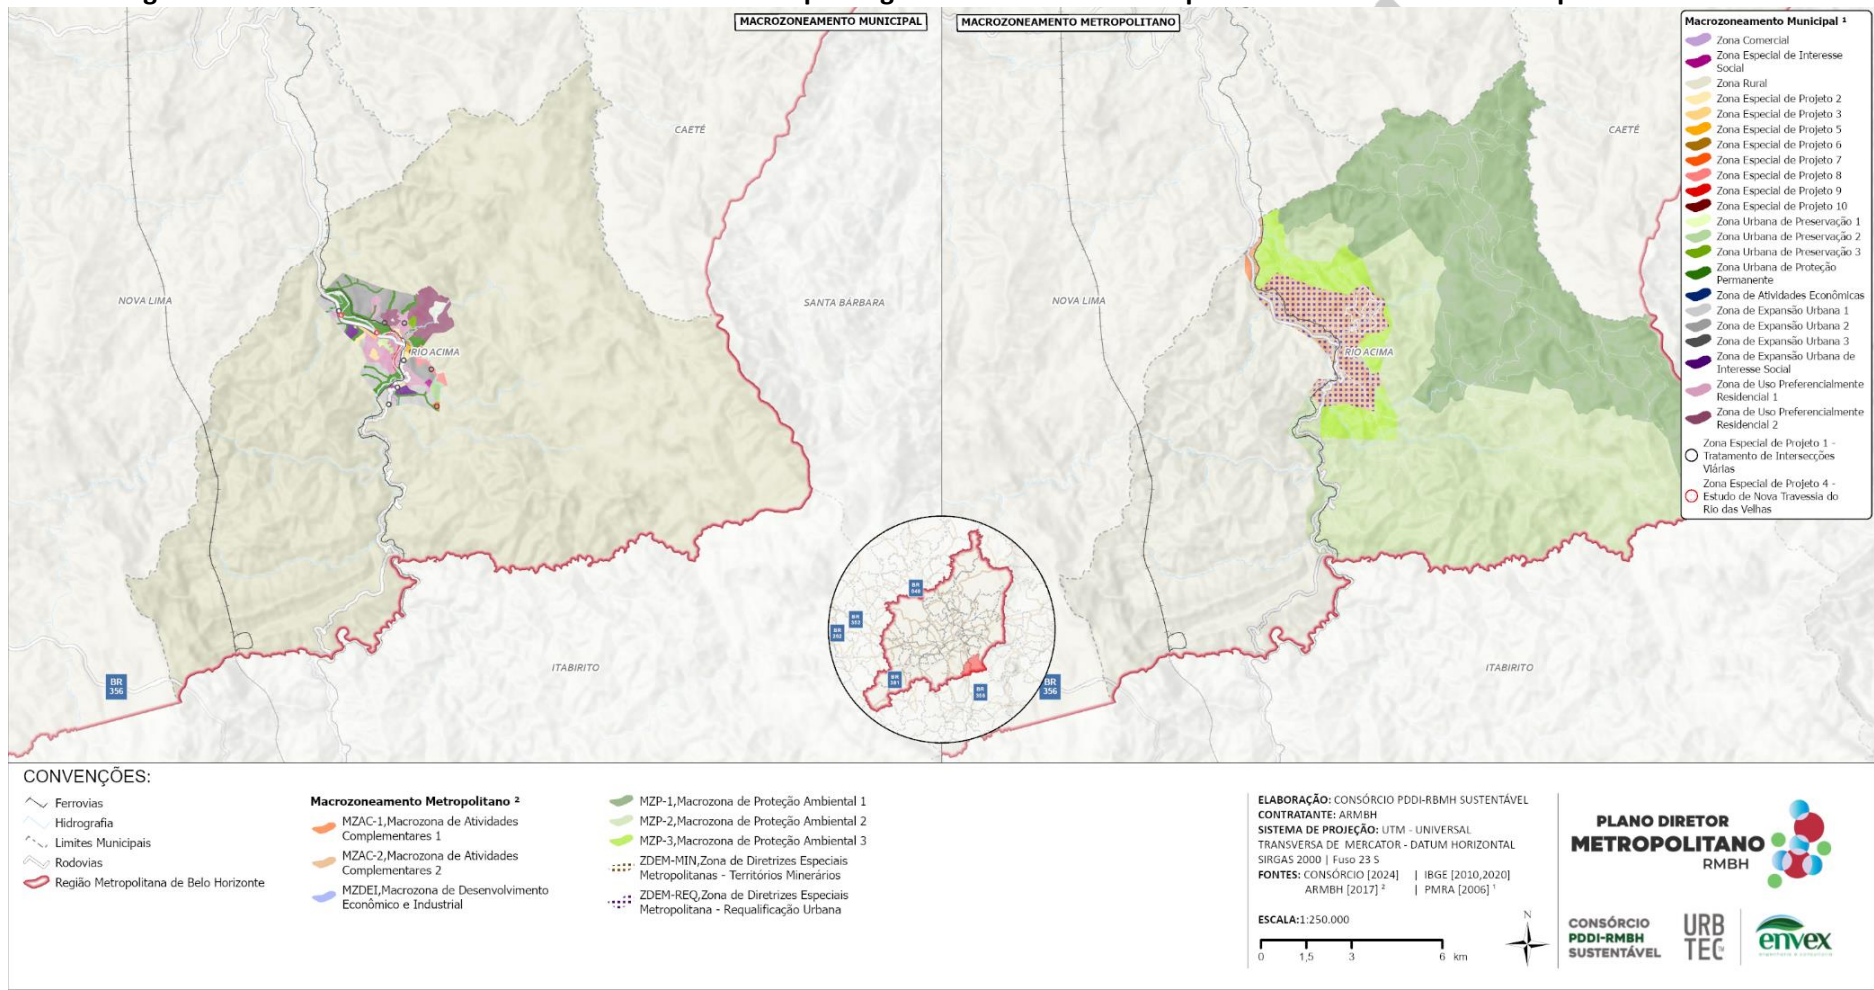 MACROZONEAMENTO MUNICIPAL
MACROZONEAMENTO METROPOLITANO
CAETÉ
NOVA LIMA
SANTA BÁRBARA
RIO ACIMA
ITABIRITO
BR
356
CAETÉ
NOVA LIMA
RIO ACIMA
ITABIRITO
BR
356
BR
040
BR
352
BR
262
BR
381
BR
356
Macrozoneamento Municipal ¹
Zona Comercial
Zona Especial de Interesse
Social
Zona Rural
Zona Especial de Projeto 2
Zona Especial de Projeto 3
Zona Especial de Projeto 5
Zona Especial de Projeto 6
Zona Especial de Projeto 7
Zona Especial de Projeto 8
Zona Especial de Projeto 9
Zona Especial de Projeto 10
Zona Urbana de Preservação 1
Zona Urbana de Preservação 2
Zona Urbana de Preservação 3
Zona Urbana de Proteção
Permanente
Zona de Atividades Econômicas
Zona de Expansão Urbana 1
Zona de Expansão Urbana 2
Zona de Expansão Urbana 3
Zona de Expansão Urbana de
Interesse Social
Zona de Uso Preferencialmente
Residencial 1
Zona de Uso Preferencialmente
Residencial 2
Zona Especial de Projeto 1 -
Tratamento de Intersecções
Viárias
Zona Especial de Projeto 4 -
Estudo de Nova Travessia do
Rio das Velhas
CONVENÇÕES:
Ferrovias
Hidrografia
Limites Municipais
Rodovias
Região Metropolitana de Belo Horizonte
Macrozoneamento Metropolitano ²
MZAC-1,Macrozona de Atividades
Complementares 1
MZAC-2,Macrozona de Atividades
Complementares 2
MZDEI,Macrozona de Desenvolvimento
Econômico e Industrial
MZP-1,Macrozona de Proteção Ambiental 1
MZP-2,Macrozona de Proteção Ambiental 2
MZP-3,Macrozona de Proteção Ambiental 3
ZDEM-MIN,Zona de Diretrizes Especiais
Metropolitanas - Territórios Minerários
ZDEM-REQ,Zona de Diretrizes Especiais
Metropolitana - Requalificação Urbana
ELABORAÇÃO: CONSÓRCIO PDDI-RBMH SUSTENTÁVEL
CONTRATANTE: ARMBH
SISTEMA DE PROJEÇÃO: UTM - UNIVERSAL
TRANSVERSA DE MERCATOR - DATUM HORIZONTAL
SIRGAS 2000 | Fuso 23 S
FONTES: CONSÓRCIO [2024] | IBGE [2010,2020]
ARMBH [2017] ² | PMRA [2006] ¹
ESCALA:1:250.000
N
0 1,5 3 6 km
PLANO DIRETOR
METROPOLITANO
RMBH
CONSÓRCIO
PDDI-RMBH
SUSTENTÁVEL
URB
TEC
envex